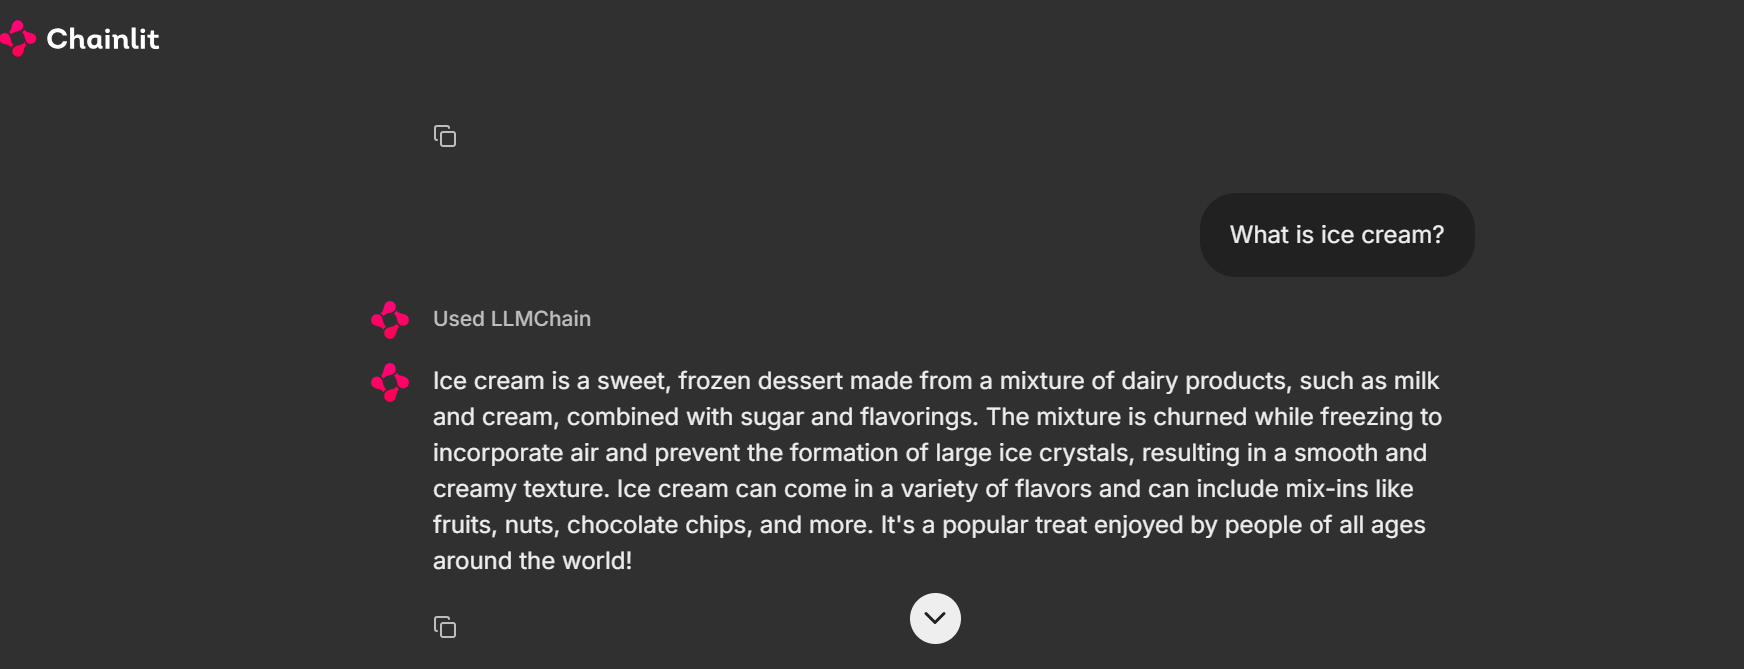 Chainlit
What is ice cream?
Used LLMChain
Ice cream is a sweet, frozen dessert made from a mixture of dairy products, such as milk
and cream, combined with sugar and flavorings. The mixture is churned while freezing to
incorporate air and prevent the formation of large ice crystals, resulting in a smooth and
creamy texture. Ice cream can come in a variety of flavors and can include mix-ins like
fruits, nuts, chocolate chips, and more. It's a popular treat enjoyed by people of all ages
around the world!